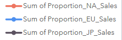 Sum of Proportion_NA_Sales
Sum of Proportion_EU_Sales
Sum of Proportion_JP_Sales